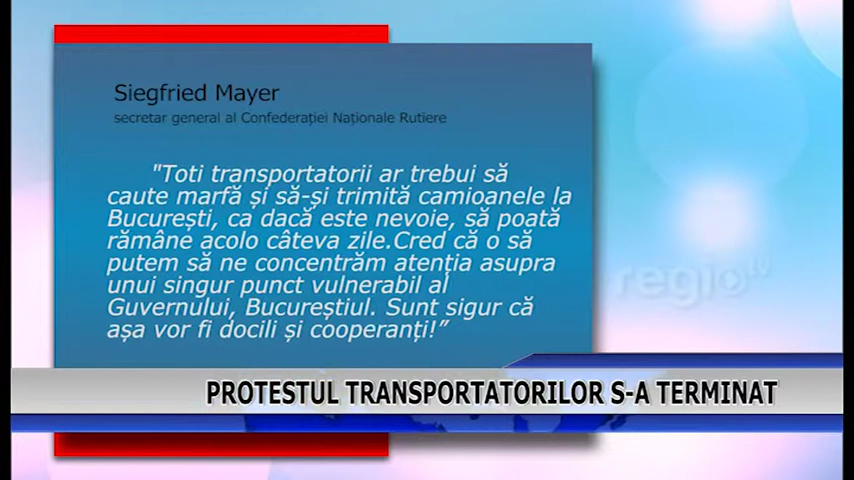 Siegfried Mayer
secretar general al Confederației Naționale Rutiere
"Toti transportatorii ar trebui să
caute marfă și să-și trimită camioanele la
București, ca dacă este nevoie, să poată
rămâne acolo câteva zile.Cred că o să
putem să ne concentrăm atenția asupra
unui singur punct vulnerabil al
Guvernului, Bucureștiul. Sunt sigur că
așa vor fi docili și cooperanți!”
regio tv
PROTESTUL TRANSPORTATORILOR S-A TERMINAT